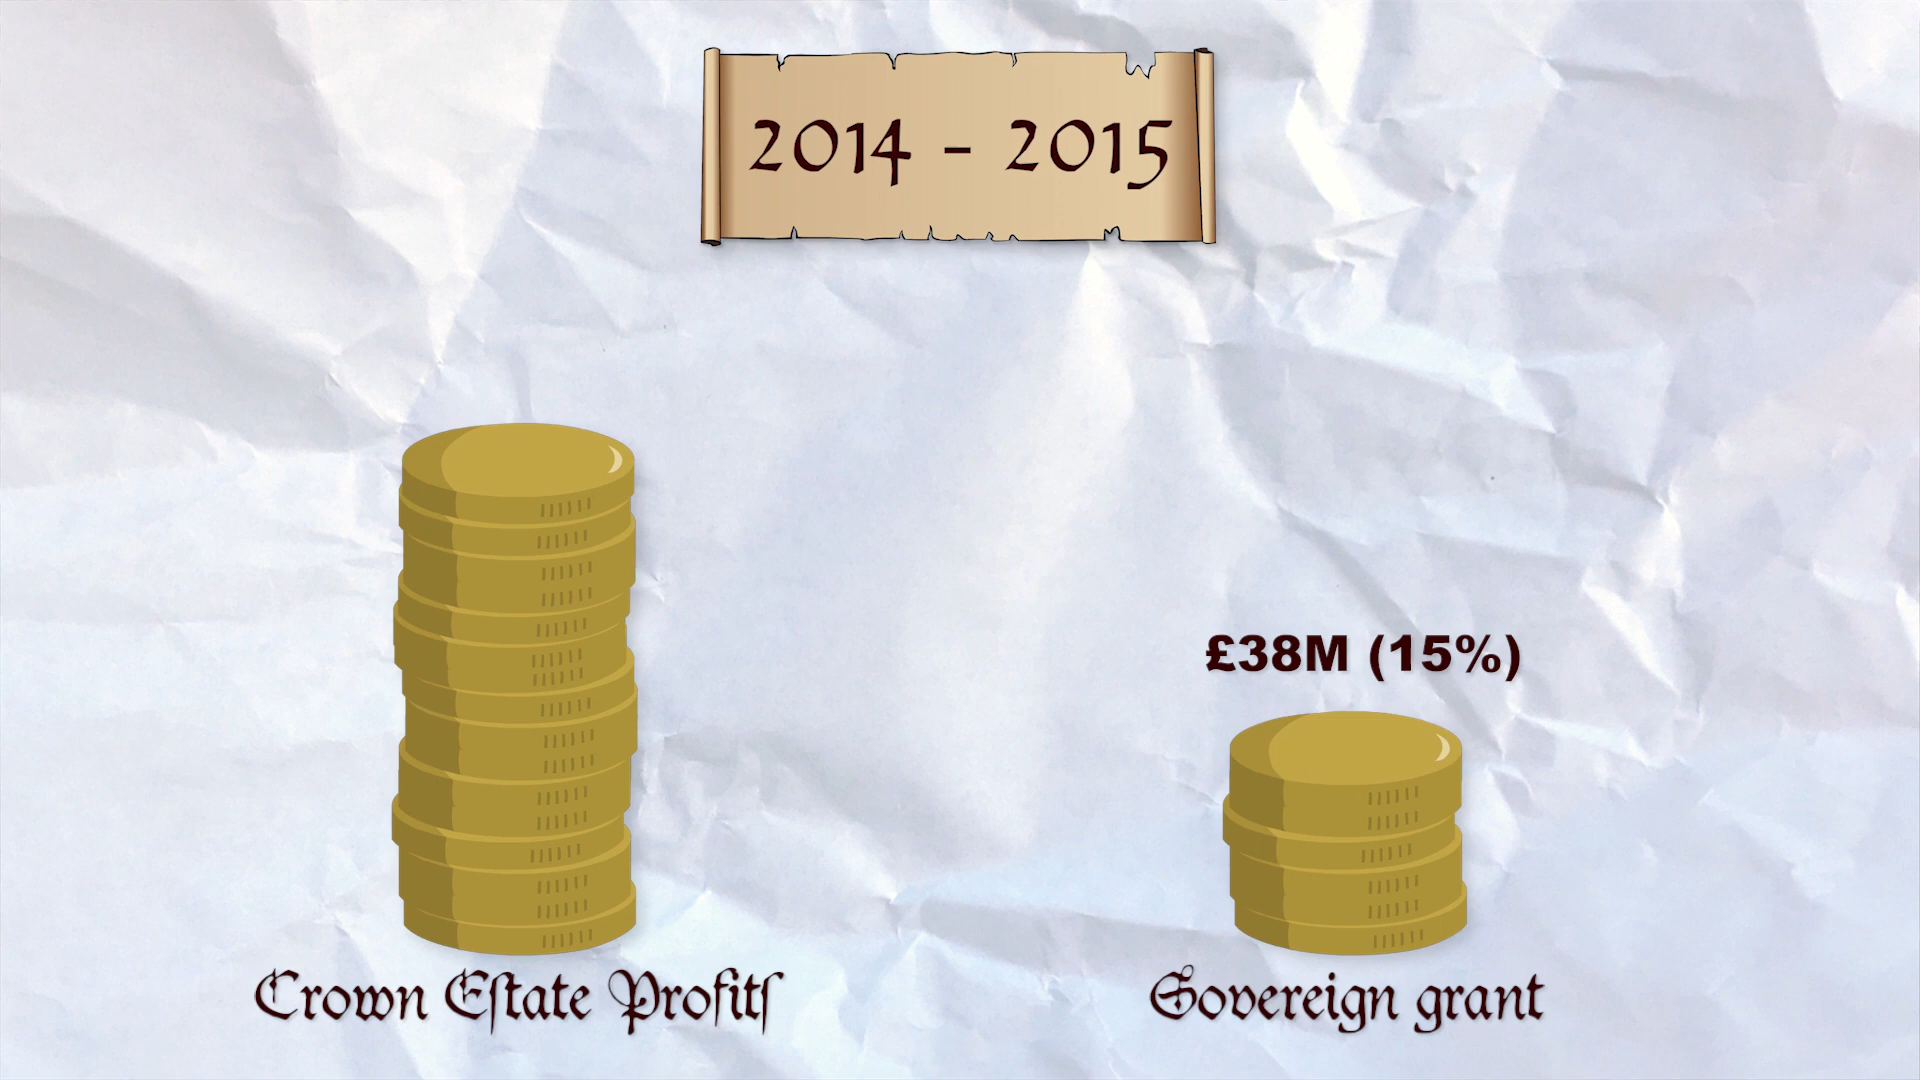 2014 - 2015
£38M (15%)
Crown Eſtate Profitſ
Sovereign grant